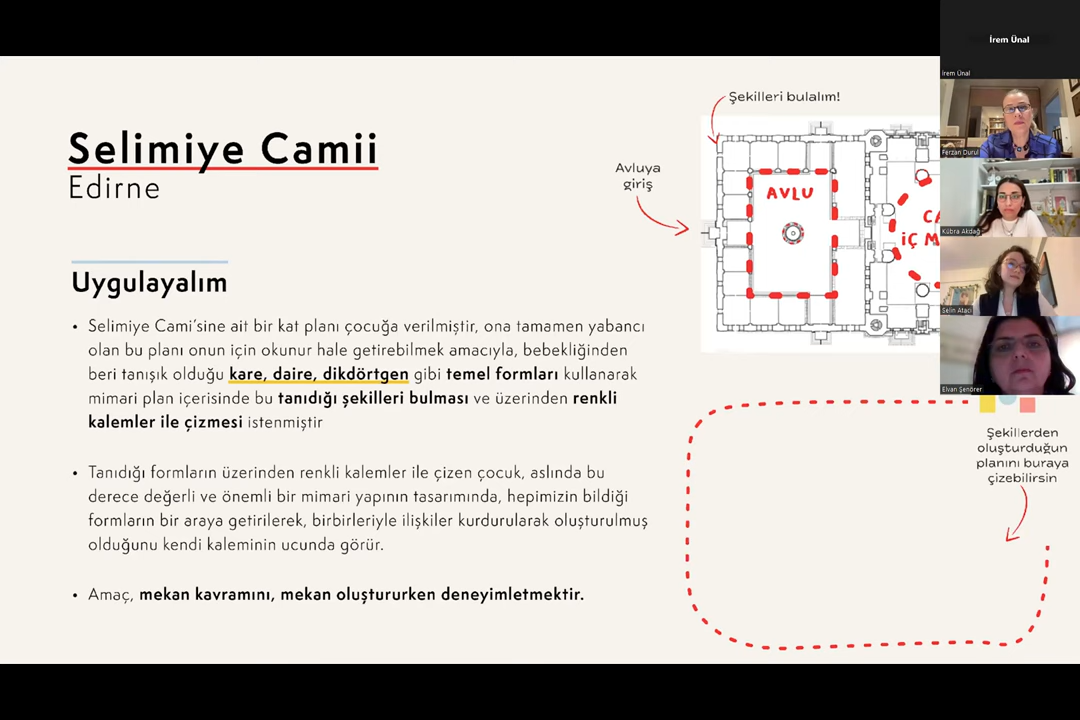 Selimiye Camii
Edirne
Uygulayalım
• Selimiye Cami'sine ait bir kat planı çocuğa verilmiştir, ona tamamen yabancı
olan bu planı onun için okunur hale getirebilmek amacıyla, bebekliğinden
beri tanışık olduğu kare, daire, dikdörtgen gibi temel formları kullanarak
mimari plan içerisinde bu tanıdığı şekilleri bulması ve üzerinden renkli
kalemler ile çizmesi istenmiştir
• Tanıdığı formların üzerinden renkli kalemler ile çizen çocuk, aslında bu
derece değerli ve önemli bir mimari yapının tasarımında, hepimizin bildiği
formların bir araya getirilerek, birbirleriyle ilişkiler kurdurularak oluşturulmuş
olduğunu kendi kaleminin ucunda görür.
• Amaç, mekan kavramını, mekan oluştururken deneyimletmektir.
Şekilleri bulalım!
Avluya
giriş
AVLU
CA
İÇ M
Şekillerden
oluşturduğun
planını buraya
çizebilirsin
İrem Ünal
İrem Ünal
Ferzan Durul
Kübra Akdağ
Selin Ataci
Elvan Şenörer